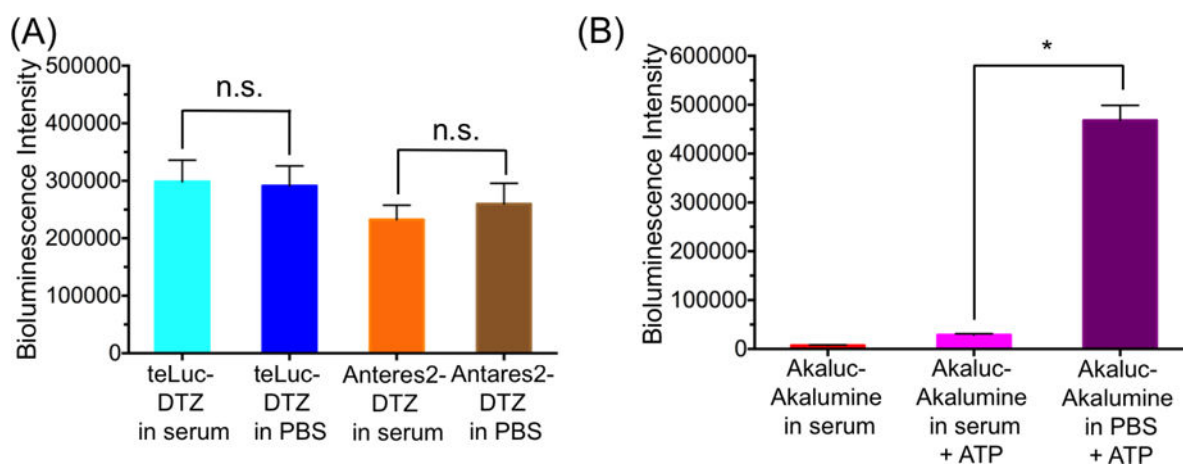 (A)
Bioluminescence Intensity
500000
400000
300000
200000
100000
0
n.s.
n.s.
teLuc-
DTZ
in serum
teLuc-
DTZ
in PBS
Anteres2-
DTZ
in serum
Antares2-
DTZ
in PBS
(B)
Bioluminescence Intensity
600000
500000
400000
300000
200000
100000
0
*
Akaluc-
Akalumine
in serum
Akaluc-
Akalumine
in serum
+ ATP
Akaluc-
Akalumine
in PBS
+ ATP